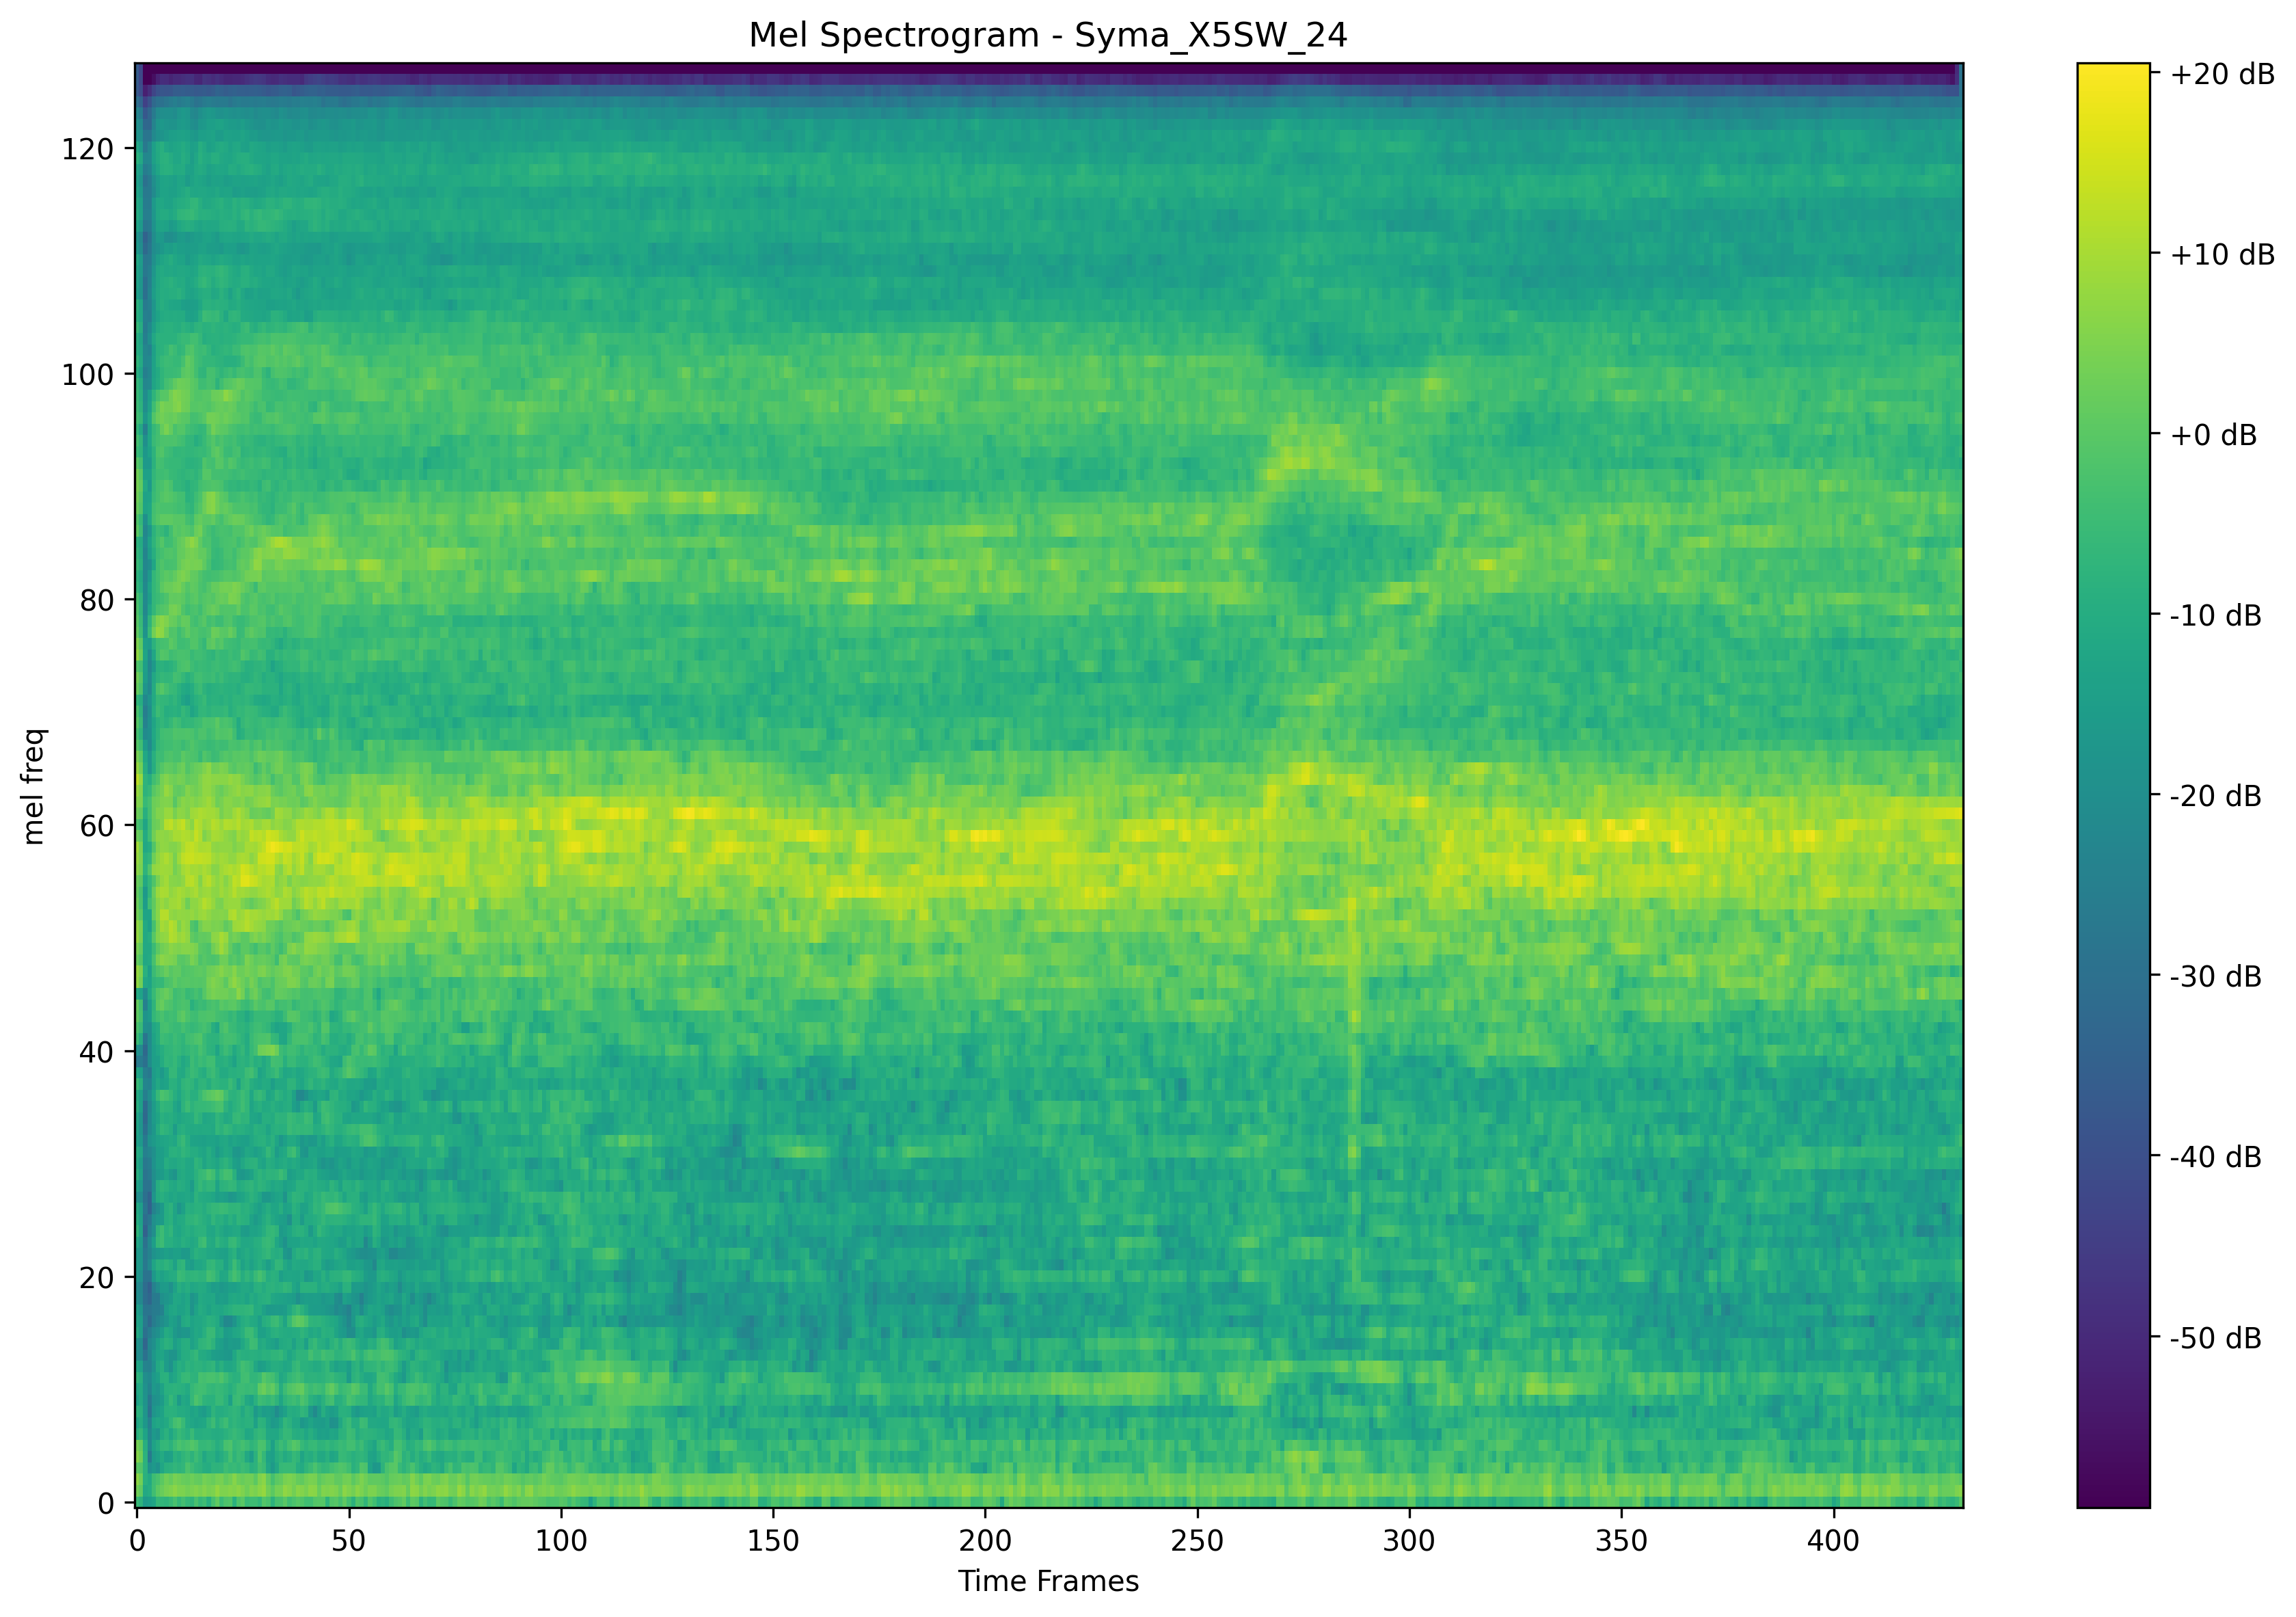 Mel Spectrogram - Syma_X5SW_24
mel freq
120
100
80
60
40
20
0
0 50 100 150 200 250 300 350 400
Time Frames
+20 dB
+10 dB
+0 dB
-10 dB
-20 dB
-30 dB
-40 dB
-50 dB